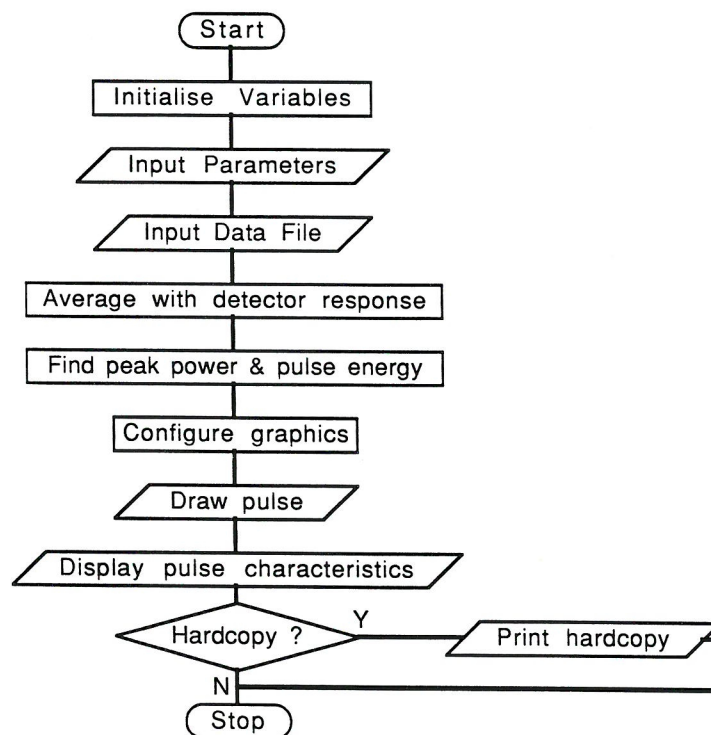 Start
Initialise Variables
Input Parameters
Input Data File
Average with detector response
Find peak power & pulse energy
Configure graphics
Draw pulse
Display pulse characteristics
Hardcopy ?
Y
Print hardcopy
N
Stop